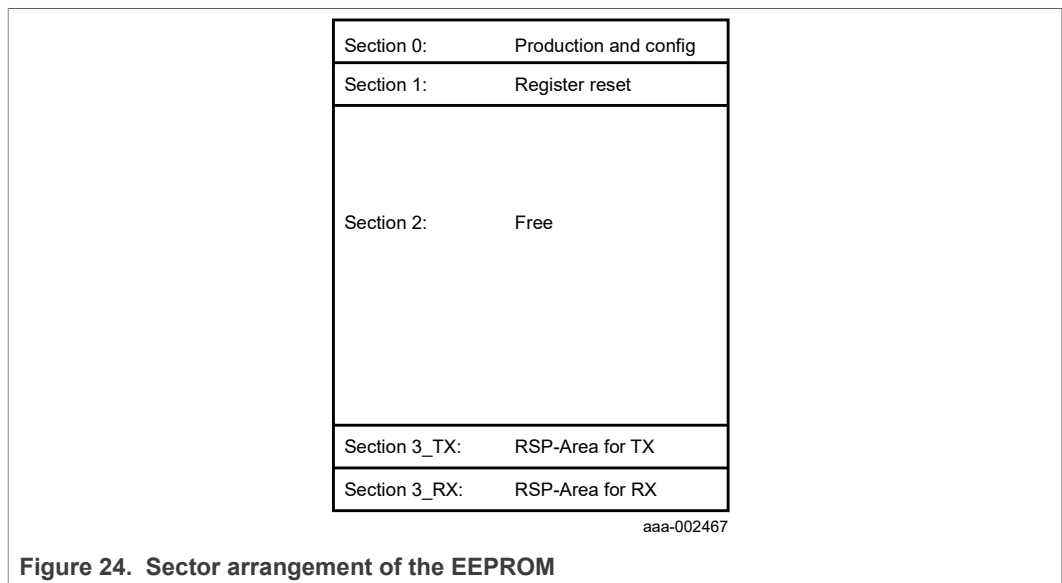 Section 0: Production and config
Section 1: Register reset
Section 2: Free
Section 3_TX: RSP-Area for TX
Section 3_RX: RSP-Area for RX
aaa-002467
Figure 24. Sector arrangement of the EEPROM